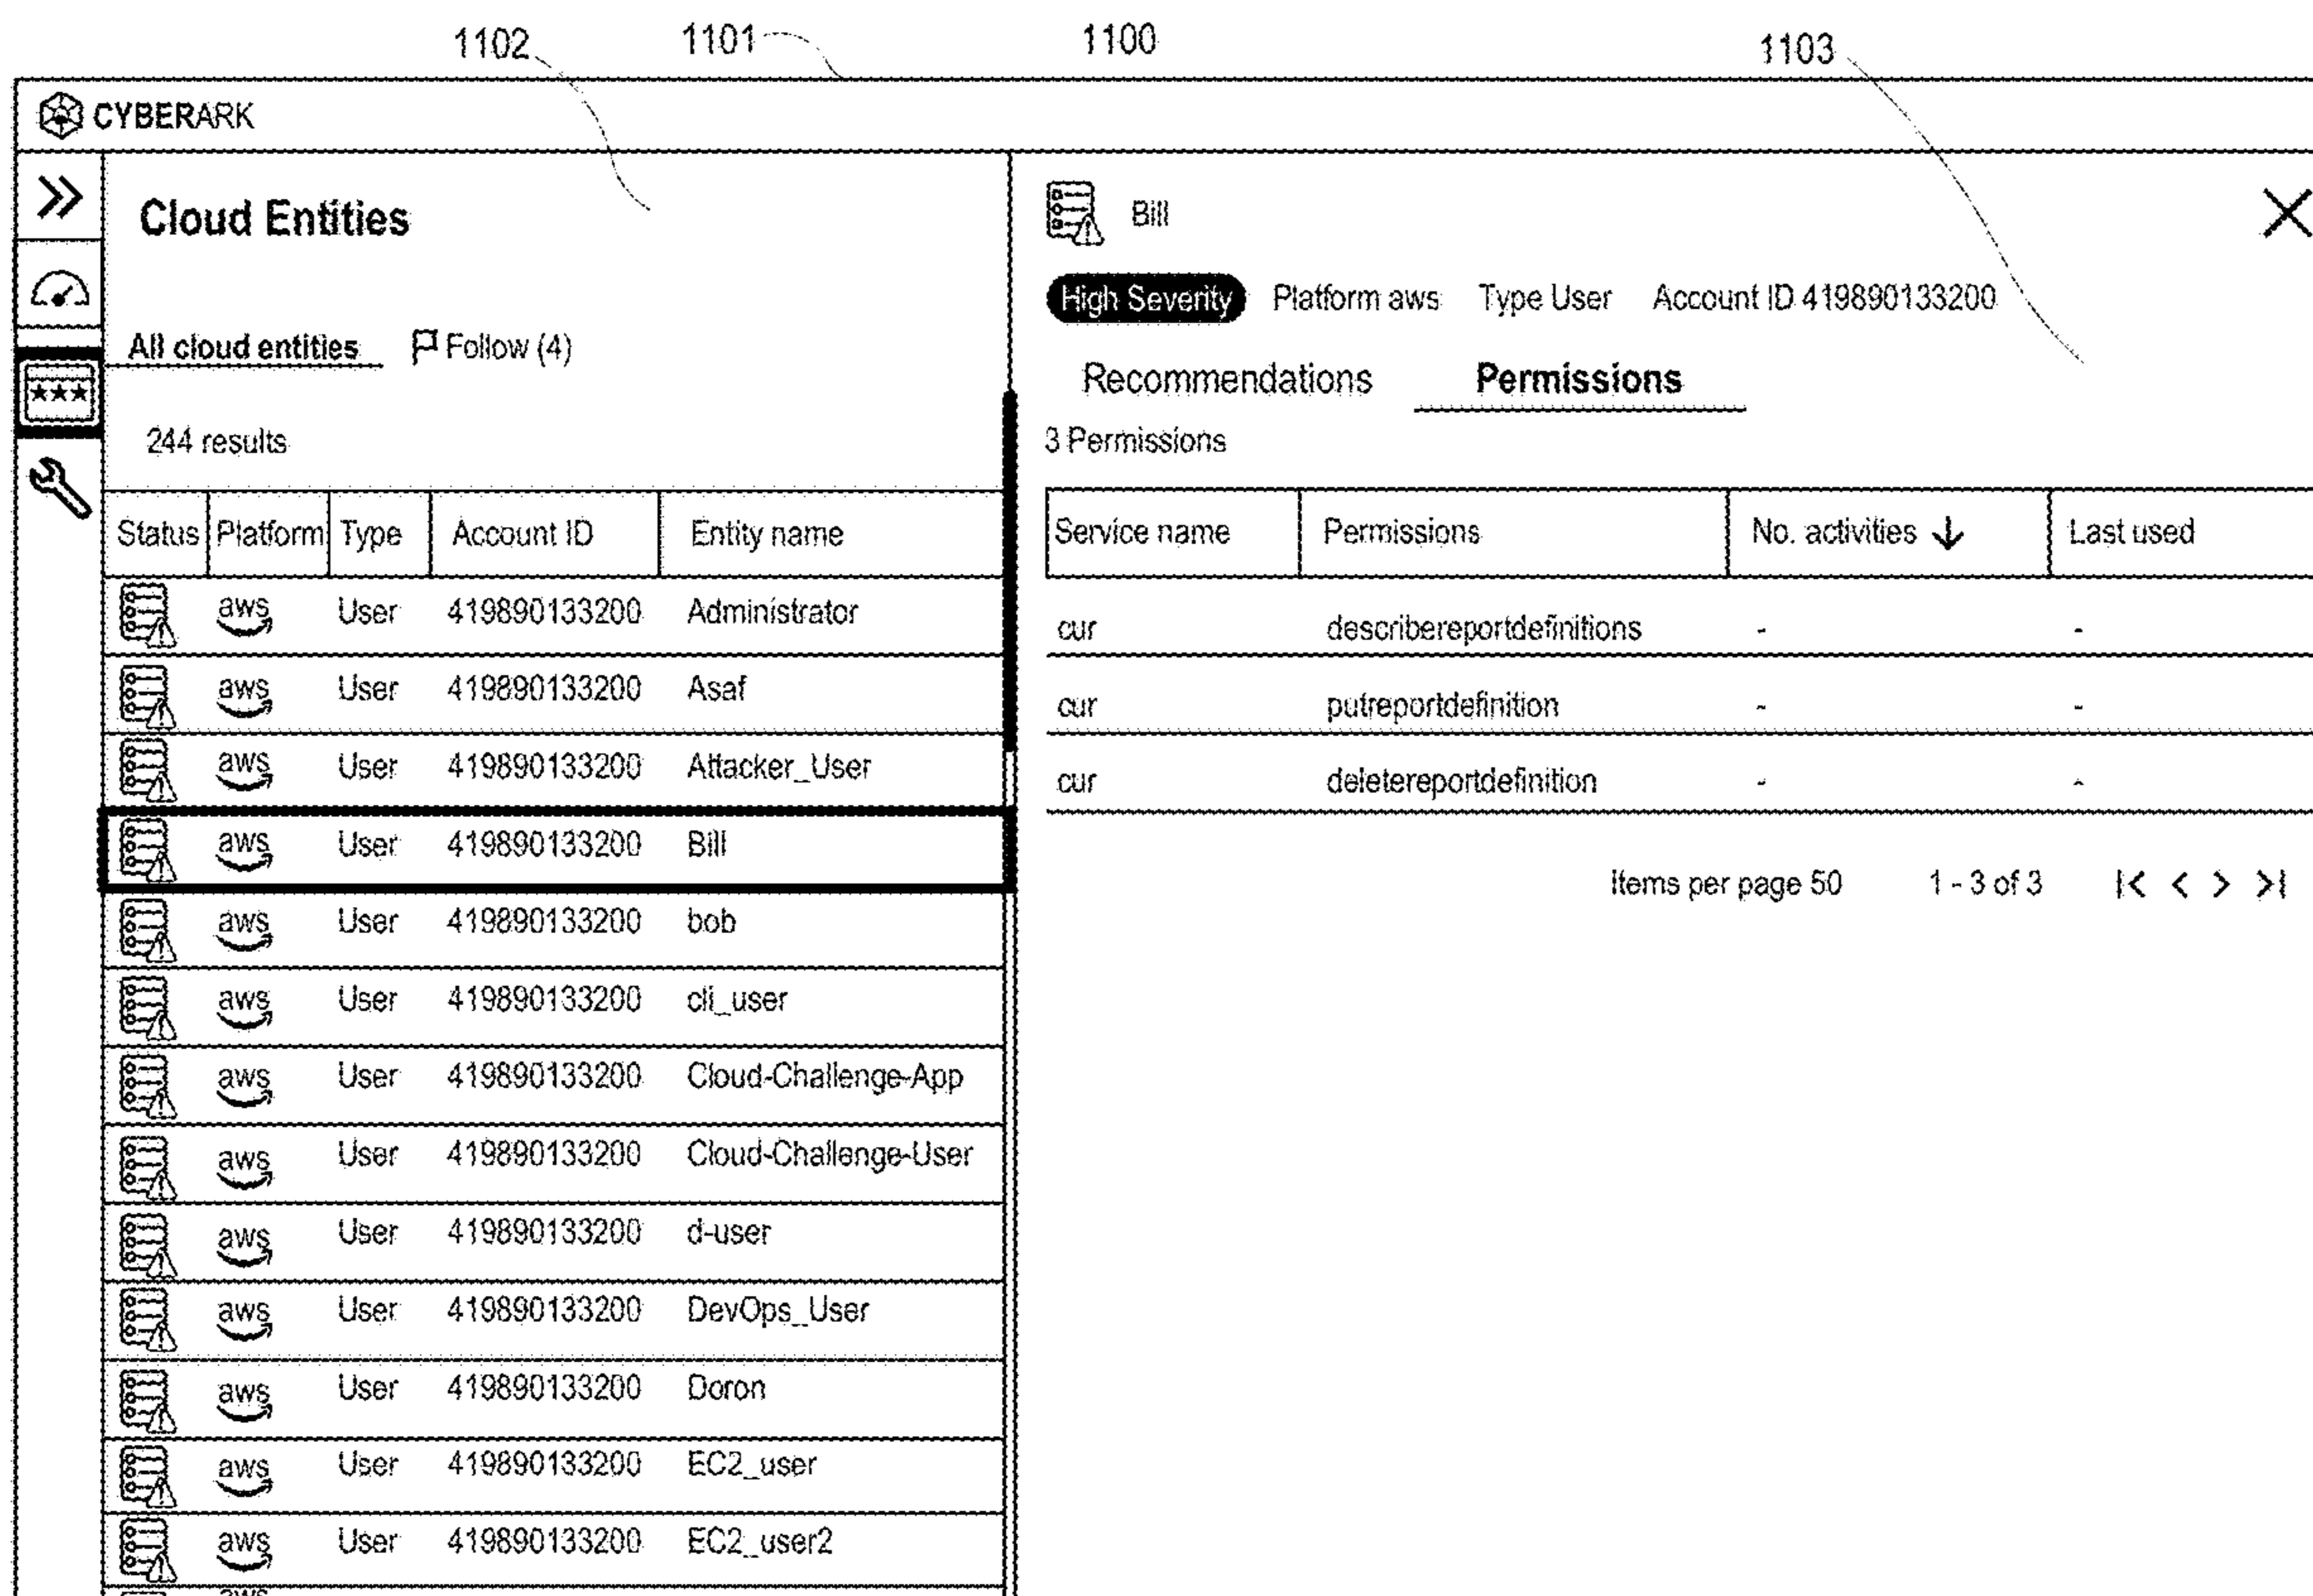 1102 1101 1100 1103
CYBERARK
Cloud Entities
All cloud entities Follow (4)
244 results
Status Platform Type Account ID Entity name
aws User 419890133200 Administrator
aws User 419890133200 Asaf
aws User 419890133200 Attacker_User
aws User 419890133200 Bill
aws User 419890133200 bob
aws User 419890133200 cli_user
aws User 419890133200 Cloud-Challenge-App
aws User 419890133200 Cloud-Challenge-User
aws User 419890133200 d-user
aws User 419890133200 DevOps_User
aws User 419890133200 Doron
aws User 419890133200 EC2_user
aws User 419890133200 EC2_user2
aws
Bill
High Severity Platform aws Type User Account ID 419890133200
Recommendations Permissions
3 Permissions
Service name Permissions No. activities ↓ Last used
cur describereportdefinitions - -
cur putreportdefinition - -
cur deletereportdefinition - -
Items per page 50 1 - 3 of 3 |< < > >|